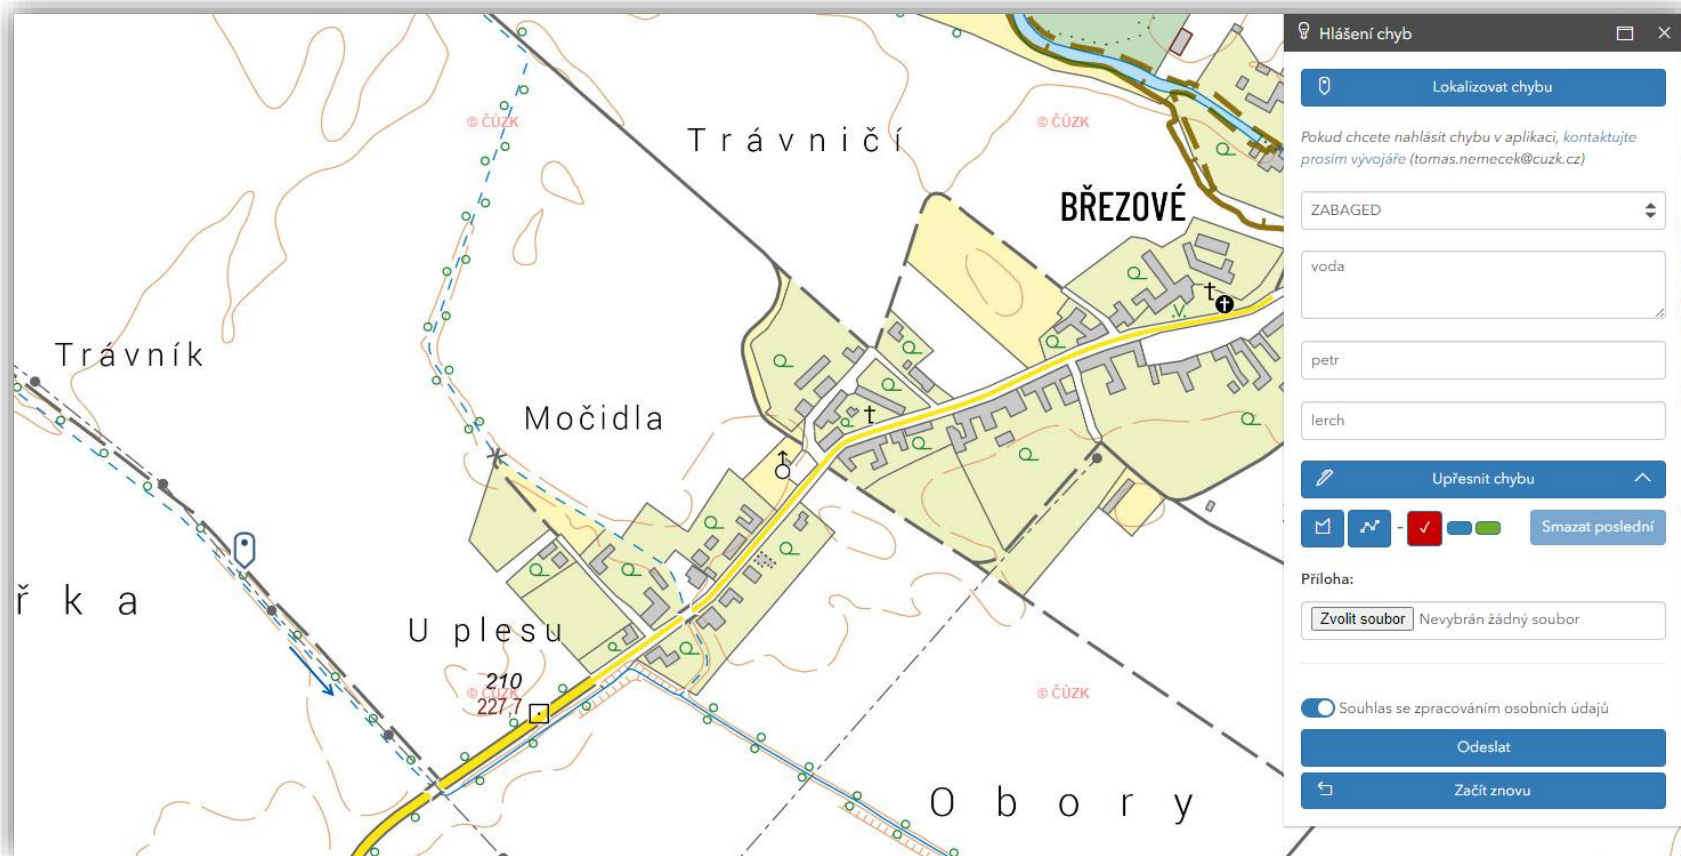 © ČÚZK
© ČÚZK
Trávničí
BŘEZOVÉ
Trávník
Močidla
řka
U plesu
210
© ČÚZK
227,7
© ČÚZK
Obory
v.
Hlášení chyb
Lokalizovat chybu
Pokud chcete nahlásit chybu v aplikaci, kontaktujte
prosím vývojáře (tomas.nemecek@cuzk.cz)
ZABAGED
voda
petr
lerch
Upřesnit chybu
-
Smazat poslední
Příloha:
Zvolit soubor Nevybrán žádný soubor
Souhlas se zpracováním osobních údajů
Odeslat
Začít znovu